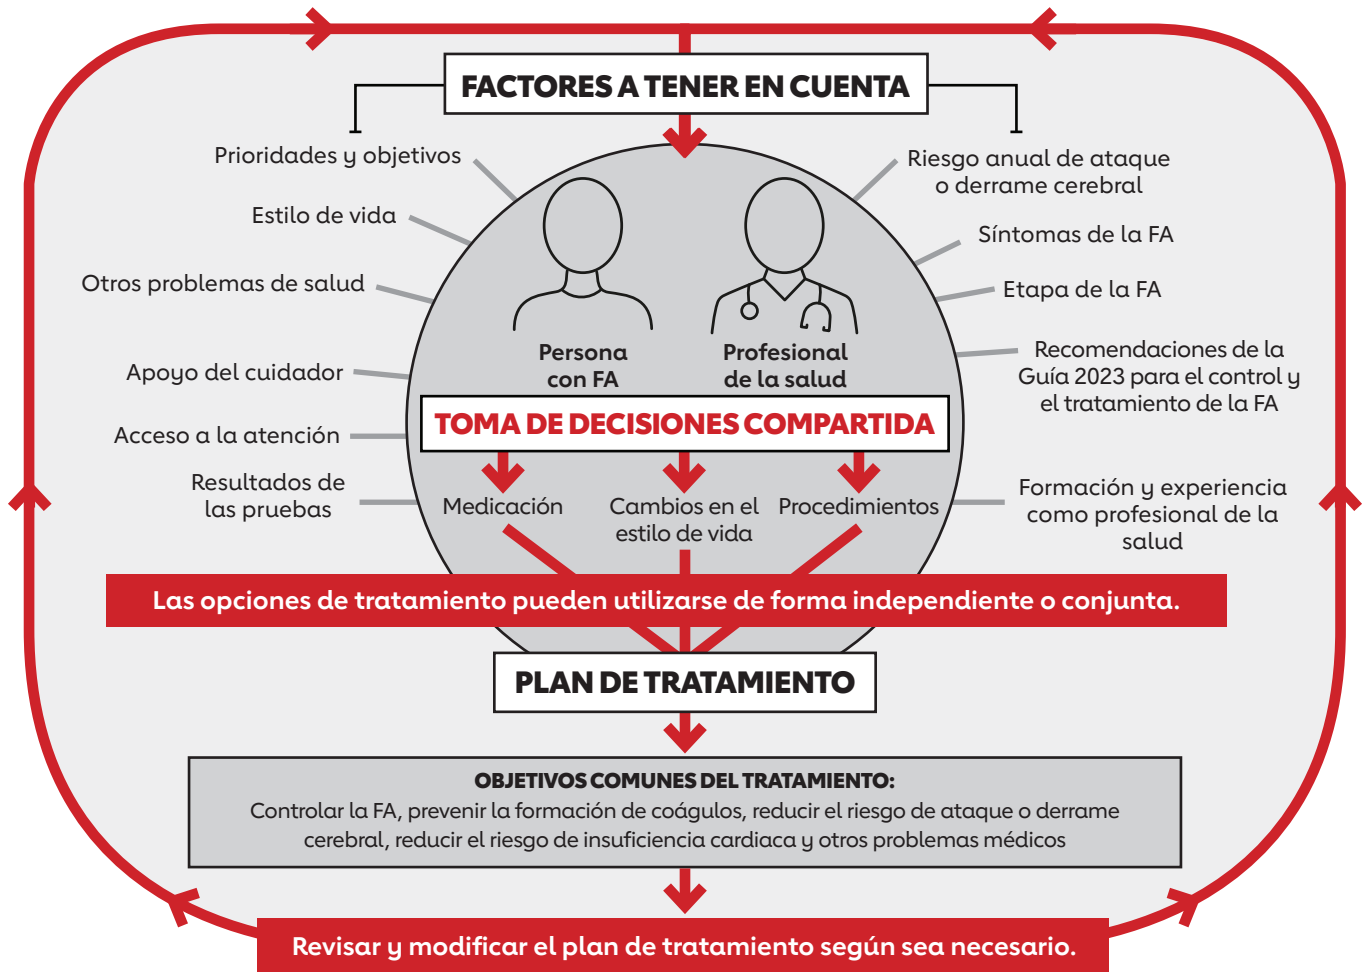 FACTORES A TENER EN CUENTA
Prioridades y objetivos
Estilo de vida
Otros problemas de salud
Apoyo del cuidador
Acceso a la atención
Resultados de
las pruebas
Riesgo anual de ataque
o derrame cerebral
Síntomas de la FA
Etapa de la FA
Recomendaciones de la
Guía 2023 para el control y
el tratamiento de la FA
Formación y experiencia
como profesional de la
salud
Persona
con FA
Profesional
de la salud
TOMA DE DECISIONES COMPARTIDA
Medicación
Cambios en el
estilo de vida
Procedimientos
Las opciones de tratamiento pueden utilizarse de forma independiente o conjunta.
PLAN DE TRATAMIENTO
OBJETIVOS COMUNES DEL TRATAMIENTO:
Controlar la FA, prevenir la formación de coágulos, reducir el riesgo de ataque o derrame
cerebral, reducir el riesgo de insuficiencia cardiaca y otros problemas médicos
Revisar y modificar el plan de tratamiento según sea necesario.